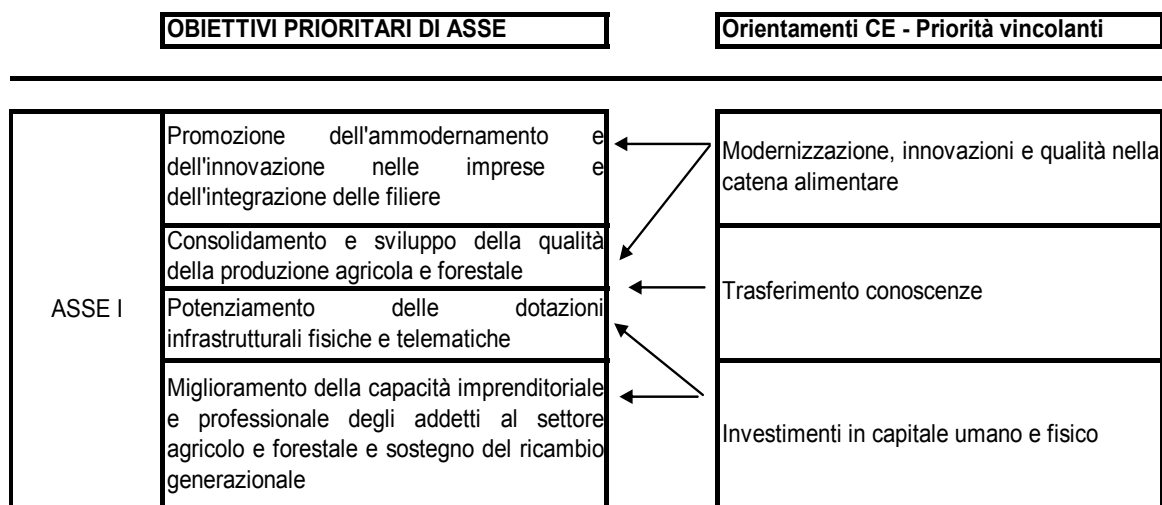 OBIETTIVI PRIORITARI DI ASSE
Orientamenti CE - Priorità vincolanti
ASSE I
Promozione dell'ammodernamento e
dell'innovazione nelle imprese e
dell'integrazione delle filiere
Modernizzazione, innovazioni e qualità nella
catena alimentare
Consolidamento e sviluppo della qualità
della produzione agricola e forestale
Trasferimento conoscenze
Potenziamento delle dotazioni
infrastrutturali fisiche e telematiche
Miglioramento della capacità imprenditoriale
e professionale degli addetti al settore
agricolo e forestale e sostegno del ricambio
generazionale
Investimenti in capitale umano e fisico